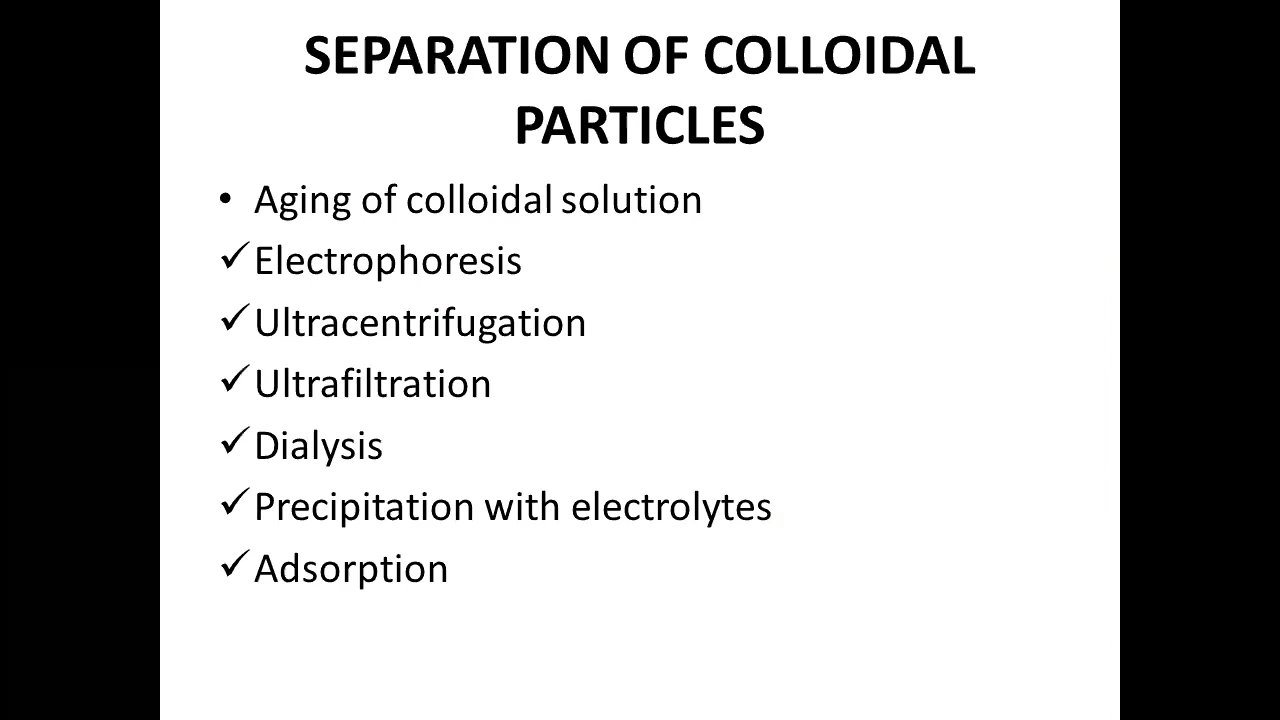 SEPARATION OF COLLOIDAL
PARTICLES
• Aging of colloidal solution
✓Electrophoresis
✓Ultracentrifugation
✓Ultrafiltration
✓Dialysis
✓Precipitation with electrolytes
✓Adsorption